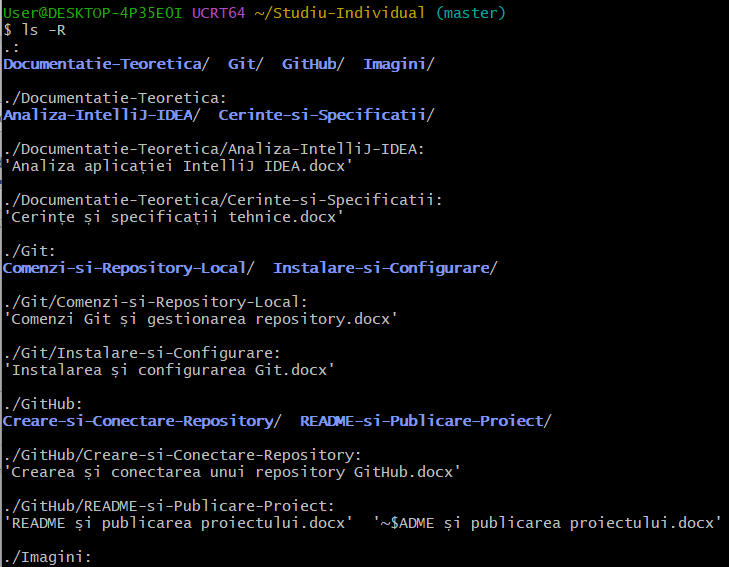 User@DESKTOP-4P35EOI UCRT64 ~/Studiu-Individual (master)
$ ls -R
.:
Documentatie-Teoretica/  Git/  GitHub/  Imagini/

./Documentatie-Teoretica:
Analiza-IntelliJ-IDEA/  Cerinte-si-Specificatii/

./Documentatie-Teoretica/Analiza-IntelliJ-IDEA:
'Analiza aplicației IntelliJ IDEA.docx'

./Documentatie-Teoretica/Cerinte-si-Specificatii:
'Cerințe și specificații tehnice.docx'

./Git:
Comenzi-si-Repository-Local/  Instalare-si-Configurare/

./Git/Comenzi-si-Repository-Local:
'Comenzi Git și gestionarea repository.docx'

./Git/Instalare-si-Configurare:
'Instalarea și configurarea Git.docx'

./GitHub:
Creare-si-Conectare-Repository/  README-si-Publicare-Proiect/

./GitHub/Creare-si-Conectare-Repository:
'Crearea și conectarea unui repository GitHub.docx'

./GitHub/README-si-Publicare-Proiect:
'README și publicarea proiectului.docx'  '~$ADME și publicarea proiectului.docx'

./Imagini: